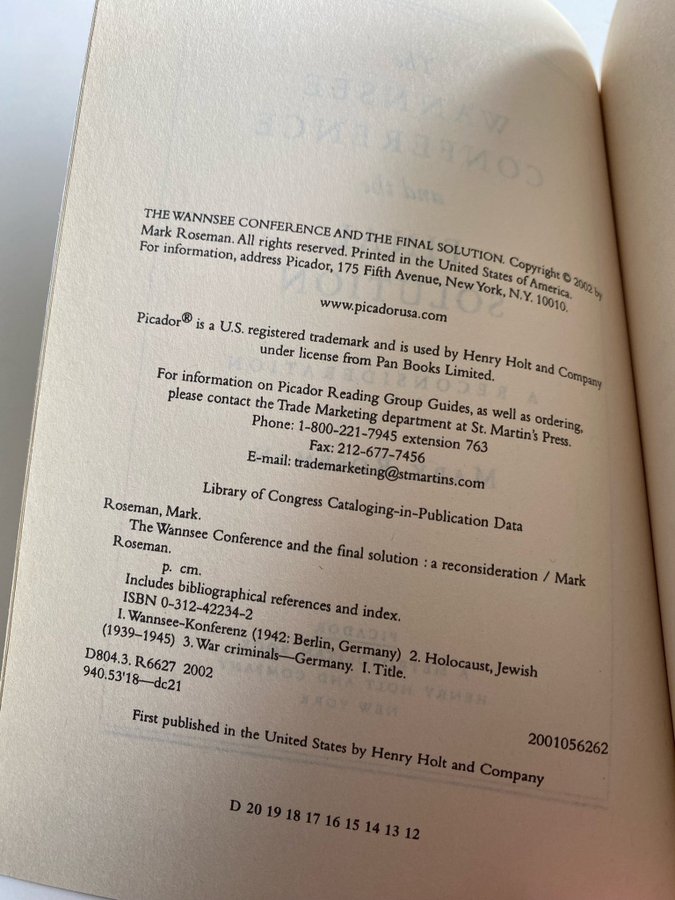 THE WANNSEE CONFERENCE AND THE FINAL SOLUTION. Copyright © 2002 by
Mark Roseman. All rights reserved. Printed in the United States of America.
For information, address Picador, 175 Fifth Avenue, New York, N.Y. 10010.
www.picadorusa.com
Picador® is a U.S. registered trademark and is used by Henry Holt and Company
under license from Pan Books Limited.
For information on Picador Reading Group Guides, as well as ordering,
please contact the Trade Marketing department at St. Martin's Press.
Phone: 1-800-221-7945 extension 763
Fax: 212-677-7456
E-mail: trademarketing@stmartins.com
Library of Congress Cataloging-in-Publication Data
Roseman, Mark.
The Wannsee Conference and the final solution : a reconsideration / Mark
Roseman.
p. cm.
Includes bibliographical references and index.
ISBN 0-312-42234-2
1. Wannsee-Konferenz (1942: Berlin, Germany) 2. Holocaust, Jewish
(1939–1945) 3. War criminals—Germany. I. Title.
D804.3. R6627 2002
940.53'18—dc21
2001056262
First published in the United States by Henry Holt and Company
D 20 19 18 17 16 15 14 13 12